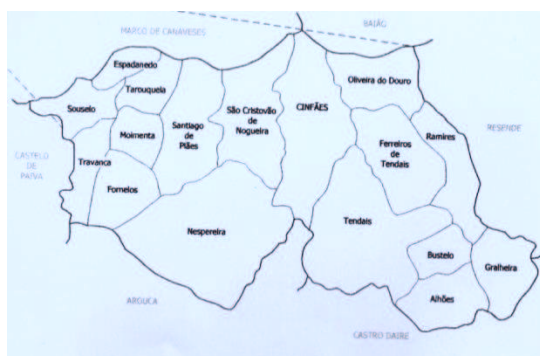 MARCO DE CANAVESES
BAIÃO
Espadanedo
Tarouquela
Oliveira do Douro
Souselo
São Cristovão
de
Nogueira
CINFÃES
Moimenta
Santiago
de
Piães
Ferreiros
de
Tendais
Ramires
RESENDE
CASTELO
DE
PAIVA
Travanca
Fornelos
Nespereira
Tendais
Bustelo
Gralheira
Alhões
AROUCA
CASTRO DAIRE